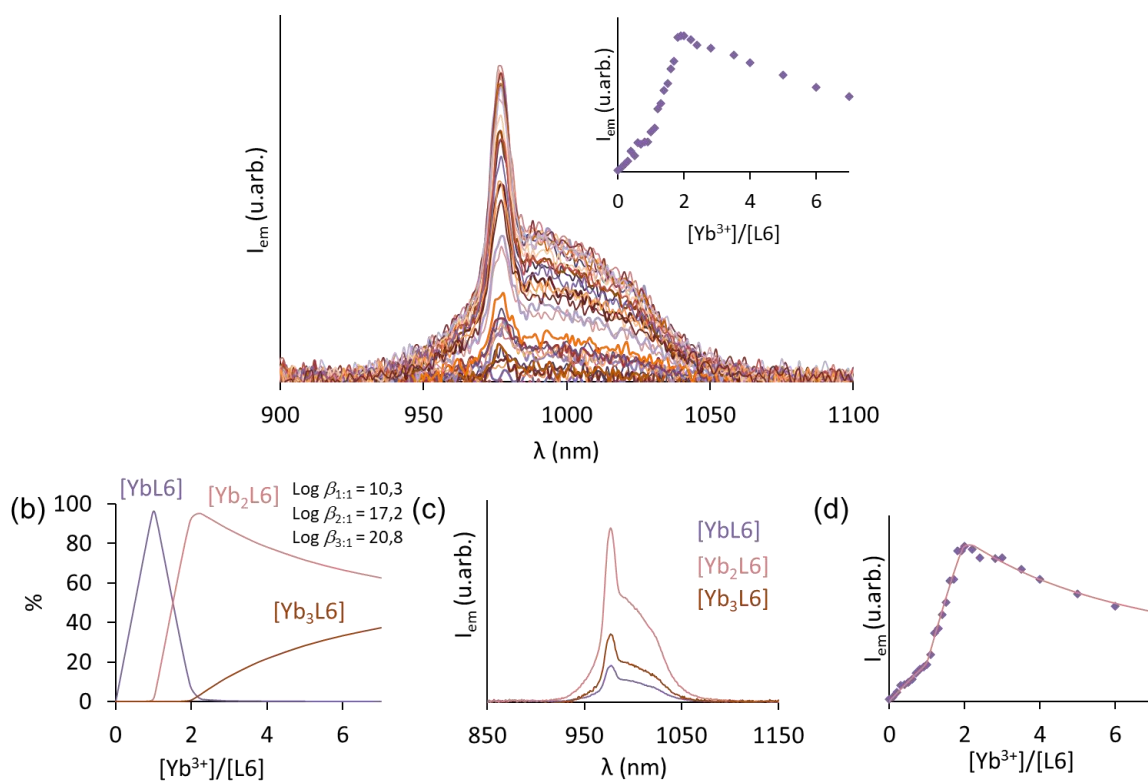 I_em (u.arb.)
I_em (u.arb.)
0 2 4 6
[Yb³⁺]/[L6]
900 950 1000 1050 1100
λ (nm)
(b)
[YbL6]
[Yb₂L6]
Log β₁:₁ = 10,3
Log β₂:₁ = 17,2
Log β₃:₁ = 20,8
[Yb₃L6]
100
80
60
40
20
0
%
0 2 4 6
[Yb³⁺]/[L6]
(c)
[YbL6]
[Yb₂L6]
[Yb₃L6]
I_em (u.arb.)
850 950 1050 1150
λ (nm)
(d)
I_em (u.arb.)
0 2 4 6
[Yb³⁺]/[L6]